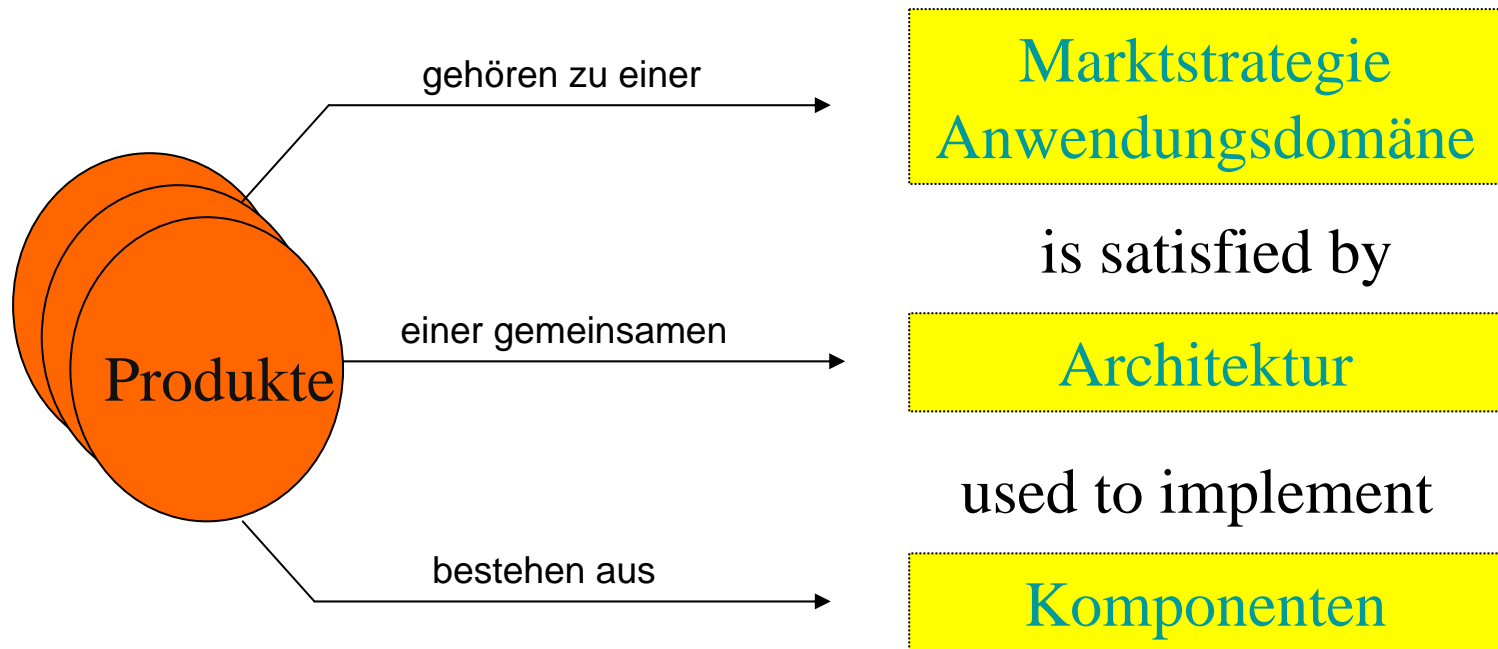 gehören zu einer
Marktstrategie
Anwendungsdomäne
is satisfied by
einer gemeinsamen
Architektur
Produkte
used to implement
bestehen aus
Komponenten